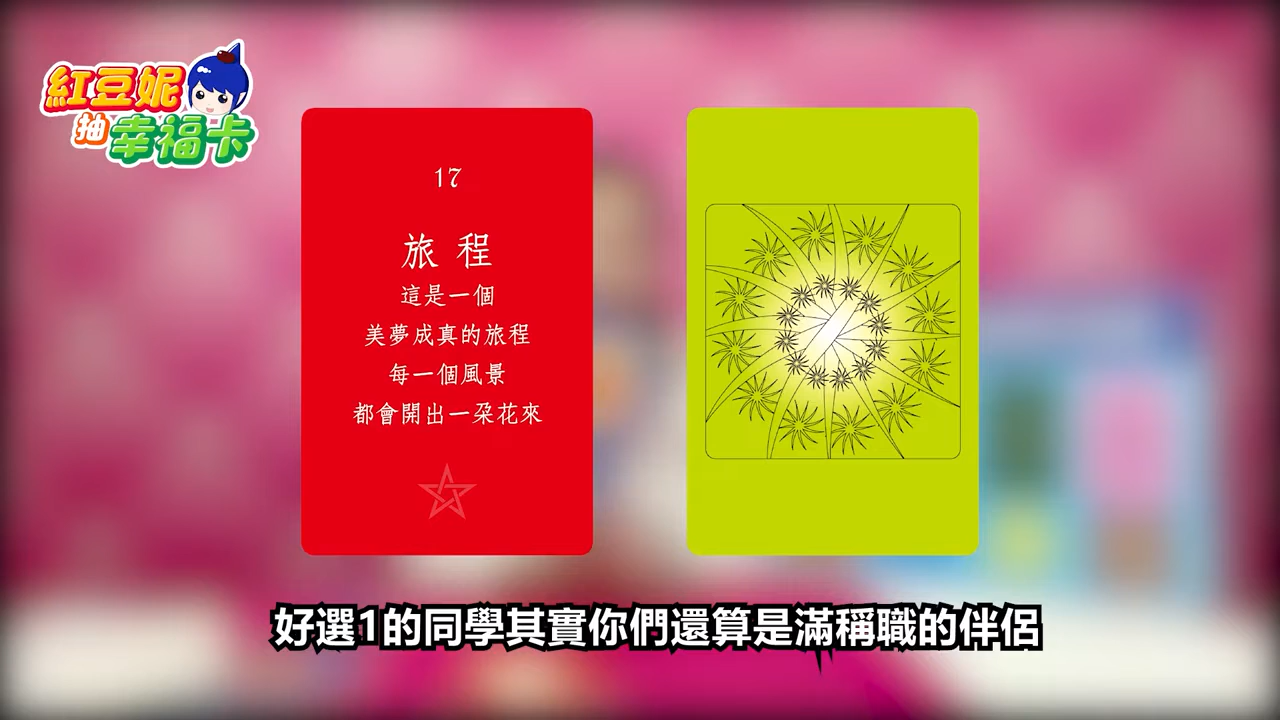 紅豆妮
抽幸福卡
17
旅程
這是一個
美夢成真的旅程
每一個風景
都會開出一朵花來
好選1的同學其實你們還算是滿稱職的伴侶